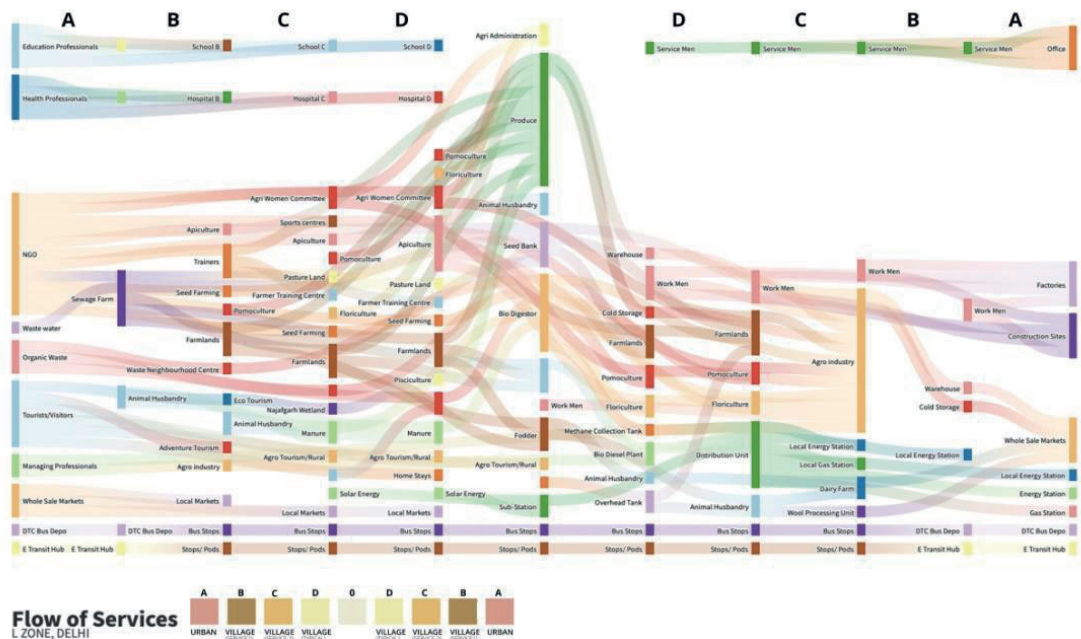 A B C D D C B A
Education Professionals
School B
School C
School D
Agri Administration
Service Men
Service Men
Service Men
Service Men
Office
Health Professionals
Hospital B
Hospital C
Hospital D
Produce
Pomoculture
Floriculture
NGO
Agri Women Committee
Agri Women Committee
Animal Husbandry
Apiculture
Sports centres
Apiculture
Apiculture
Seed Bank
Trainers
Pomoculture
Warehouse
Work Men
Work Men
Work Men
Factories
Sewage Farm
Seed Farming
Pasture Land
Farmer Training Centre
Pasture Land
Farmer Training Centre
Pomoculture
Floriculture
Seed Farming
Bio Digestor
Cold Storage
Work Men
Construction Sites
Waste water
Farmlands
Seed Farming
Farmlands
Farmlands
Farmlands
Farmlands
Agro industry
Organic Waste
Waste Neighbourhood Centre
Pisciculture
Pomoculture
Pomoculture
Animal Husbandry
Eco Tourism
Najafgarh Wetland
Work Men
Floriculture
Floriculture
Warehouse
Cold Storage
Tourists/Visitors
Animal Husbandry
Manure
Manure
Fodder
Methane Collection Tank
Whole Sale Markets
Adventure Tourism
Agro Tourism/Rural
Agro Tourism/Rural
Agro Tourism/Rural
Bio Diesel Plant
Distribution Unit
Local Energy Station
Local Energy Station
Managing Professionals
Agro industry
Home Stays
Animal Husbandry
Local Gas Station
Local Energy Station
Solar Energy
Solar Energy
Dairy Farm
Energy Station
Whole Sale Markets
Local Markets
Local Markets
Local Markets
Sub-Station
Overhead Tank
Animal Husbandry
Wool Processing Unit
Gas Station
DTC Bus Depo
DTC Bus Depo
Bus Stops
Bus Stops
Bus Stops
Bus Stops
Bus Stops
Bus Stops
Bus Stops
DTC Bus Depo
DTC Bus Depo
E Transit Hub
E Transit Hub
Stops/ Pods
Stops/ Pods
Stops/ Pods
Stops/ Pods
Stops/ Pods
Stops/ Pods
Stops/ Pods
E Transit Hub
E Transit Hub
A B C D 0 D C B A
Flow of Services
URBAN VILLAGE VILLAGE VILLAGE VILLAGE VILLAGE VILLAGE URBAN
L ZONE, DELHI